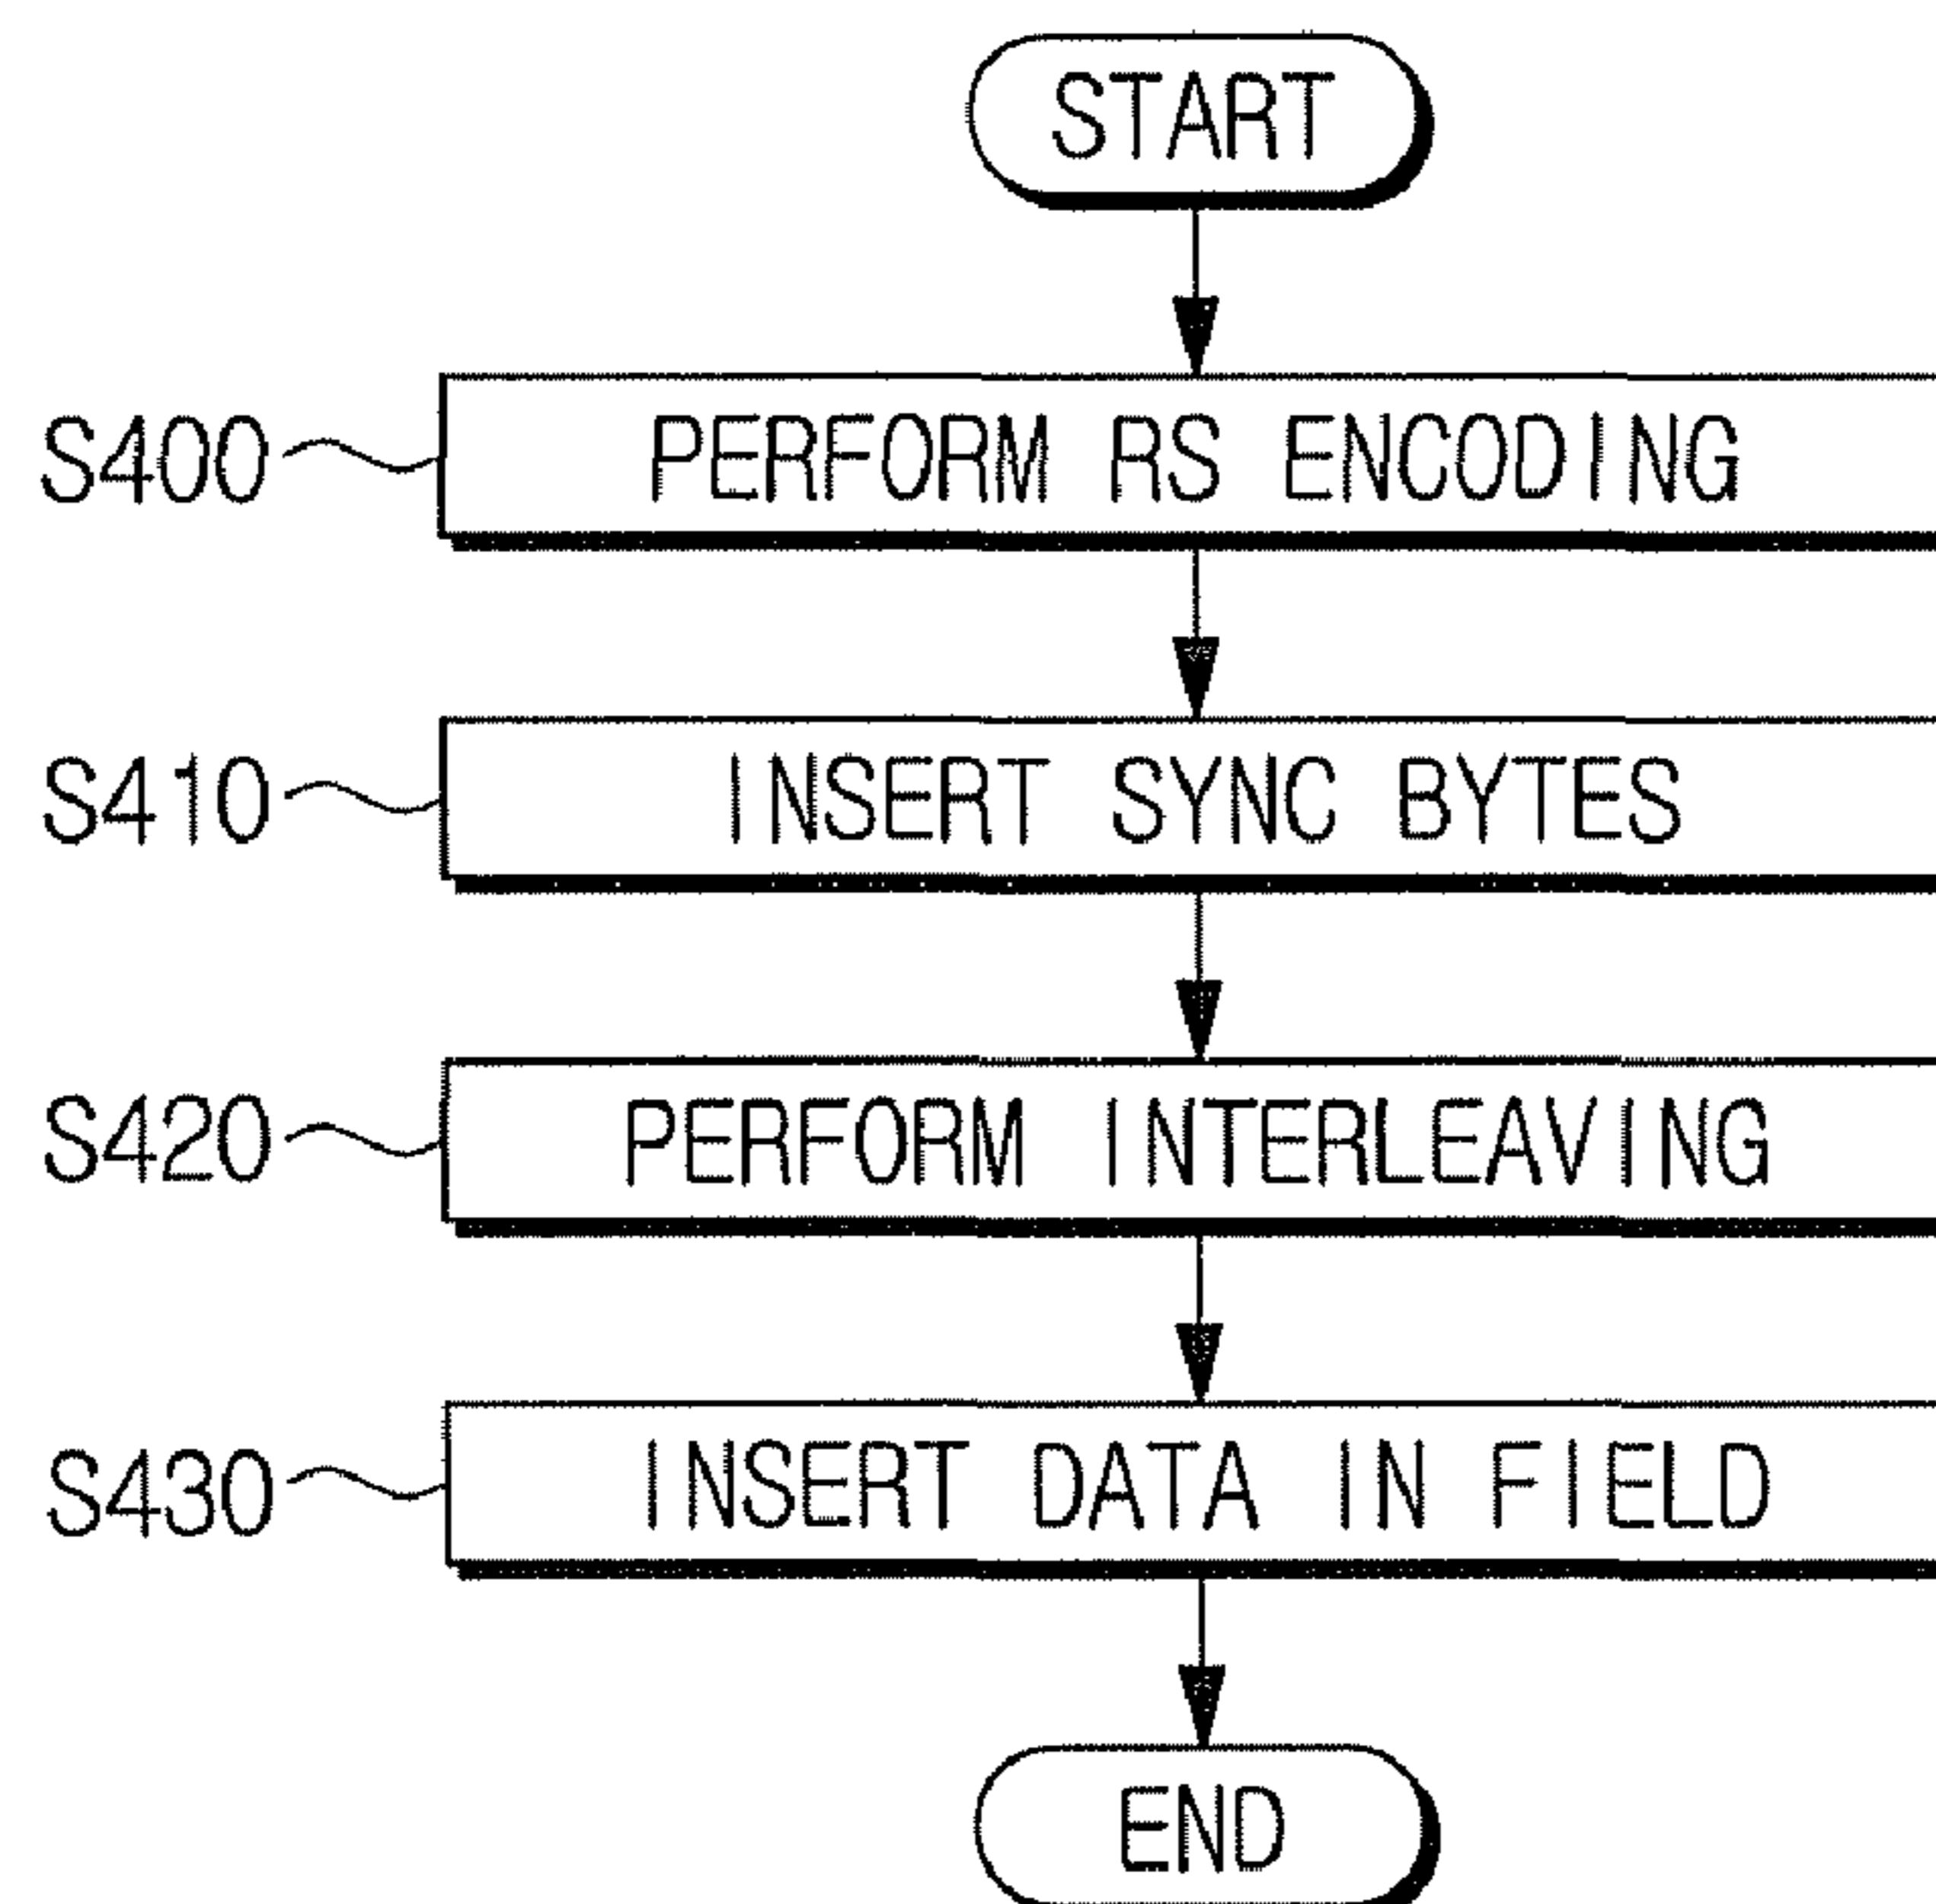 START
S400 PERFORM RS ENCODING
S410 INSERT SYNC BYTES
S420 PERFORM INTERLEAVING
S430 INSERT DATA IN FIELD
END